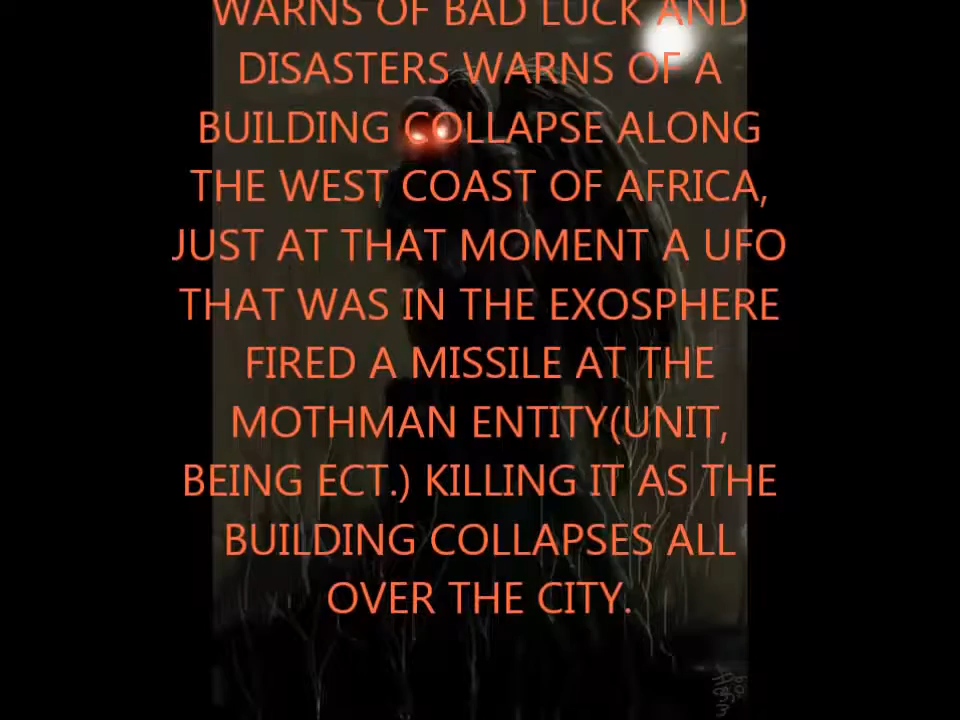 WARNS OF BAD LUCK AND
DISASTERS WARNS OF A
BUILDING COLLAPSE ALONG
THE WEST COAST OF AFRICA,
JUST AT THAT MOMENT A UFO
THAT WAS IN THE EXOSPHERE
FIRED A MISSILE AT THE
MOTHMAN ENTITY(UNIT,
BEING ECT.) KILLING IT AS THE
BUILDING COLLAPSES ALL
OVER THE CITY.